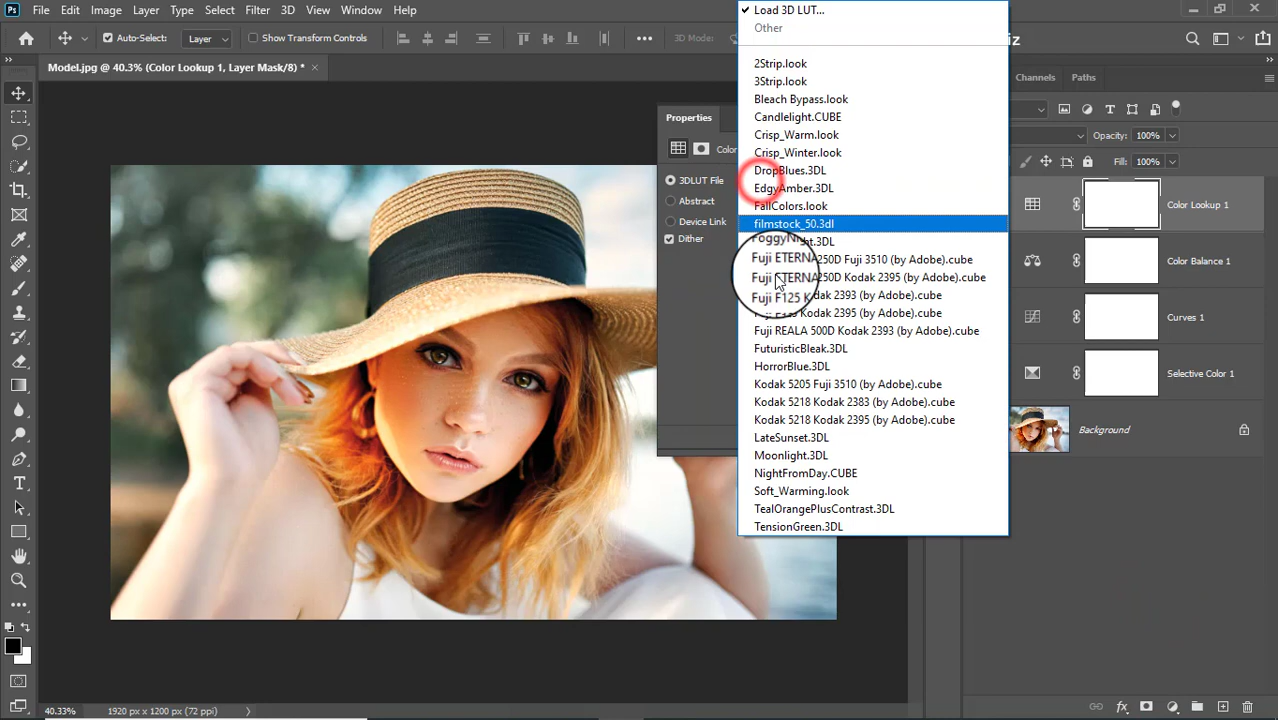 File Edit Image Layer Type Select Filter 3D View Plugins Window Help
Auto-Select: Layer Show Transform Controls 3D Mode: iz
Model.jpg @ 40.3% (Color Lookup 1, Layer Mask/8) *
Load 3D LUT...
Other
2Strip.look
3Strip.look
Bleach Bypass.look
Candlelight.CUBE
Crisp_Warm.look
Crisp_Winter.look
DropBlues.3DL
EdgyAmber.3DL
FallColors.look
filmstock_50.3dl
FoggyNight.3DL
Fuji ETERNA 250D Fuji 3510 (by Adobe).cube
Fuji ETERNA 250D Kodak 2395 (by Adobe).cube
Fuji F125 Kodak 2393 (by Adobe).cube
Fuji F125 Kodak 2395 (by Adobe).cube
Fuji REALA 500D Kodak 2393 (by Adobe).cube
FuturisticBleak.3DL
HorrorBlue.3DL
Kodak 5205 Fuji 3510 (by Adobe).cube
Kodak 5218 Kodak 2383 (by Adobe).cube
Kodak 5218 Kodak 2395 (by Adobe).cube
LateSunset.3DL
Moonlight.3DL
NightFromDay.CUBE
Soft_Warming.look
TealOrangePlusContrast.3DL
TensionGreen.3DL
Properties
Color
3DLUT File
Abstract
Device Link
Dither
Channels Paths
Opacity: 100%
Fill: 100%
Color Lookup 1
Color Balance 1
Curves 1
Selective Color 1
Background
40.33% 1920 px x 1200 px (72 ppi)